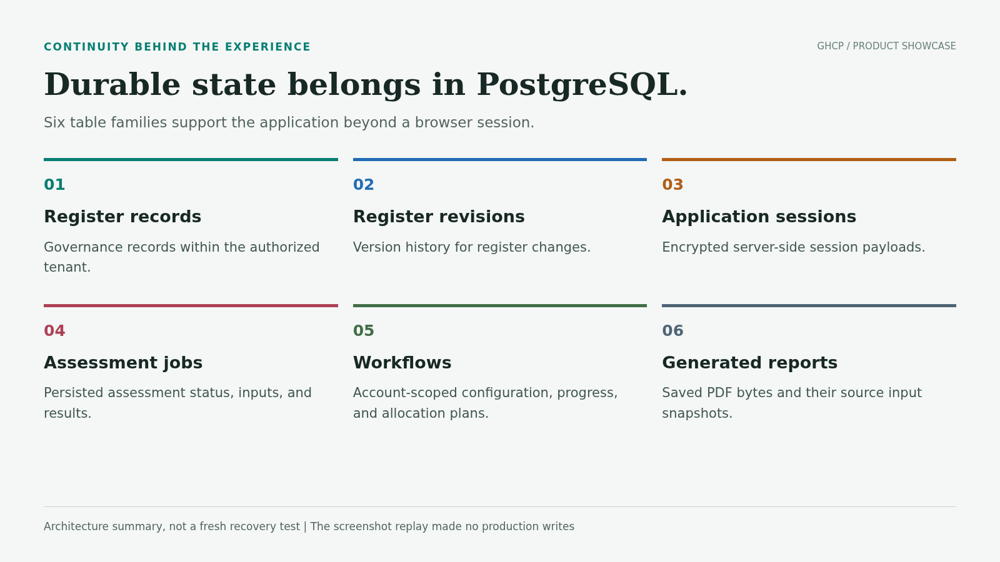 CONTINUITY BEHIND THE EXPERIENCE
GHCP / PRODUCT SHOWCASE
Durable state belongs in PostgreSQL.
Six table families support the application beyond a browser session.
01
Register records
Governance records within the authorized
tenant.
02
Register revisions
Version history for register changes.
03
Application sessions
Encrypted server-side session payloads.
04
Assessment jobs
Persisted assessment status, inputs, and
results.
05
Workflows
Account-scoped configuration, progress,
and allocation plans.
06
Generated reports
Saved PDF bytes and their source input
snapshots.
Architecture summary, not a fresh recovery test | The screenshot replay made no production writes